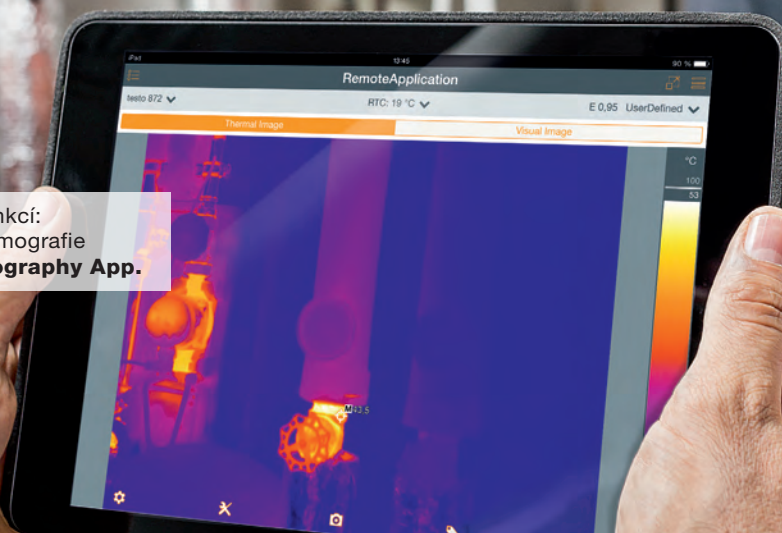 iPad
13:45
90 %
RemoteApplication
testo 872
RTC: 19 °C
E 0,95 UserDefined
Thermal Image
Visual Image
°C
100
53
nkcí:
mografie
ography App.
M43.5